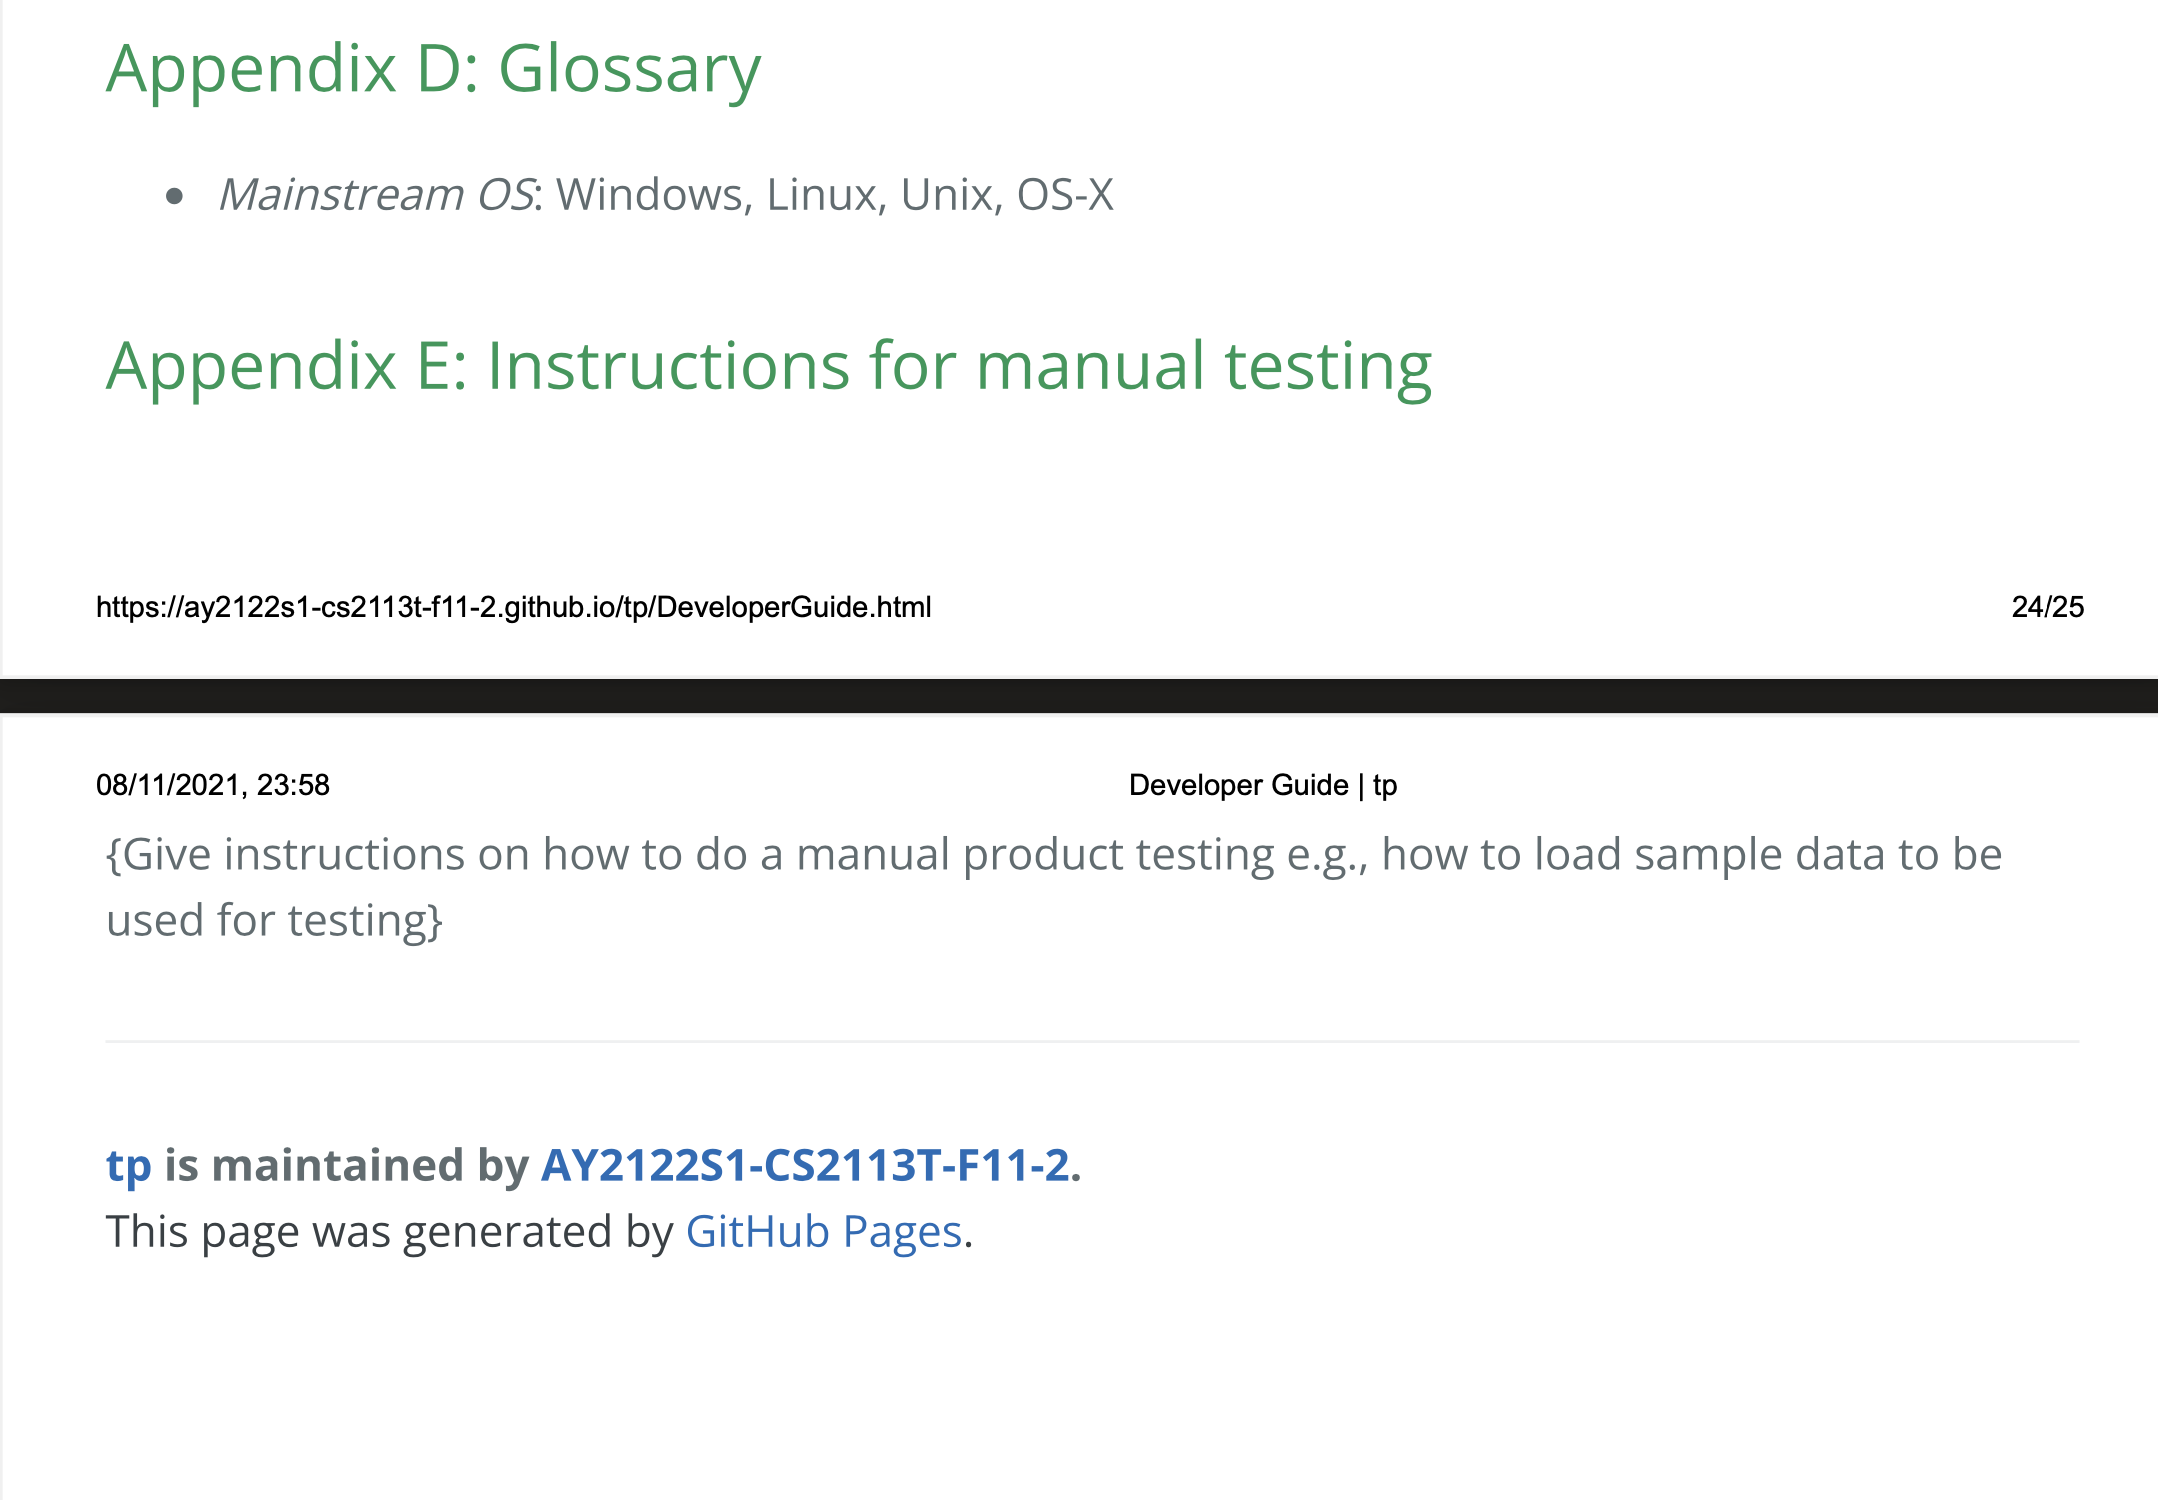 Appendix D: Glossary
• Mainstream OS: Windows, Linux, Unix, OS-X
Appendix E: Instructions for manual testing
https://ay2122s1-cs2113t-f11-2.github.io/tp/DeveloperGuide.html 24/25
08/11/2021, 23:58 Developer Guide | tp
{Give instructions on how to do a manual product testing e.g., how to load sample data to be
used for testing}
tp is maintained by AY2122S1-CS2113T-F11-2.
This page was generated by GitHub Pages.